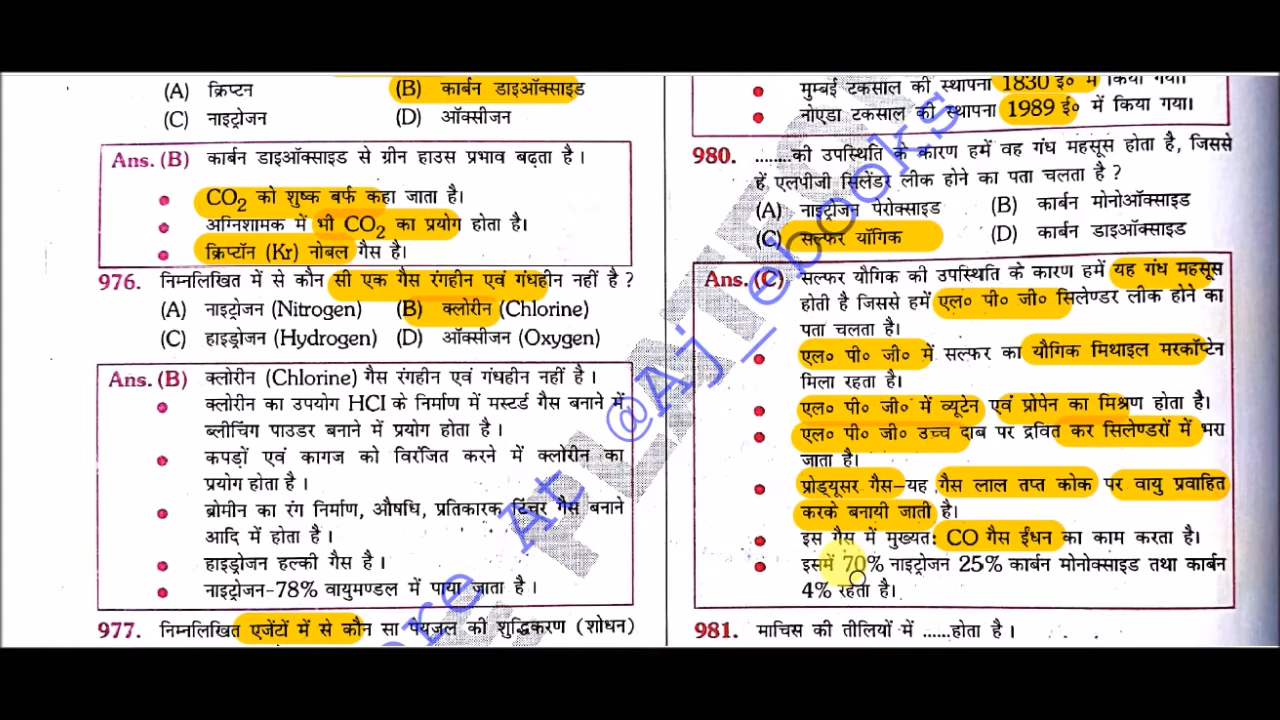 (A) क्रिप्टन (B) कार्बन डाइऑक्साइड
(C) नाइट्रोजन (D) ऑक्सीजन
Ans. (B) कार्बन डाइऑक्साइड से ग्रीन हाउस प्रभाव बढ़ता है।
CO2 को शुष्क बर्फ कहा जाता है।
अग्निशामक में भी CO2 का प्रयोग होता है।
क्रिप्टॉन (Kr) नोबल गैस है।
976. निम्नलिखित में से कौन सी एक गैस रंगहीन एवं गंधहीन नहीं है ?
(A) नाइट्रोजन (Nitrogen) (B) क्लोरीन (Chlorine)
(C) हाइड्रोजन (Hydrogen) (D) ऑक्सीजन (Oxygen)
Ans. (B) क्लोरीन (Chlorine) गैस रंगहीन एवं गंधहीन नहीं है ।
क्लोरीन का उपयोग HCl के निर्माण में मस्टर्ड गैस बनाने में
ब्लीचिंग पाउडर बनाने में प्रयोग होता है ।
कपड़ों एवं कागज को विरंजित करने में क्लोरीन का
प्रयोग होता है ।
ब्रोमीन का रंग निर्माण, औषधि, प्रतिकारक टिंचर गैस बनाने
आदि में होता है ।
हाइड्रोजन हल्की गैस है ।
नाइट्रोजन-78% वायुमण्डल में पाया जाता है ।
977. निम्नलिखित एजेंटों में से कौन सा पेयजल की शुद्धिकरण (शोधन)
मुम्बई टकसाल की स्थापना 1830 ई० में किया गया।
नोएडा टकसाल की स्थापना 1989 ई० में किया गया।
980. ........की उपस्थिति के कारण हमें वह गंध महसूस होता है, जिससे
हें एलपीजी सिलेंडर लीक होने का पता चलता है ?
(A) नाइट्रोजन पेरोक्साइड (B) कार्बन मोनोऑक्साइड
(C) सल्फर यॉगिक (D) कार्बन डाइऑक्साइड
Ans. (C) सल्फर यौगिक की उपस्थिति के कारण हमें यह गंध महसूस
होती है जिससे हमें एल० पी० जी० सिलेण्डर लीक होने का
पता चलता है।
एल० पी० जी० में सल्फर का यौगिक मिथाइल मरकॉप्टेन
मिला रहता है।
एल० पी० जी० में व्यूटेन एवं प्रोपेन का मिश्रण होता है।
एल० पी० जी० उच्च दाब पर द्रवित कर सिलेण्डरों में भरा
जाता है।
प्रोड्यूसर गैस–यह गैस लाल तप्त कोक पर वायु प्रवाहित
करके बनायी जाती है।
इस गैस में मुख्यतः CO गैस ईंधन का काम करता है।
इसमें 70% नाइट्रोजन 25% कार्बन मोनोक्साइड तथा कार्बन
4% रहता है।
981. माचिस की तीलियों में ......होता है ।
ore At @Aj_ebooks